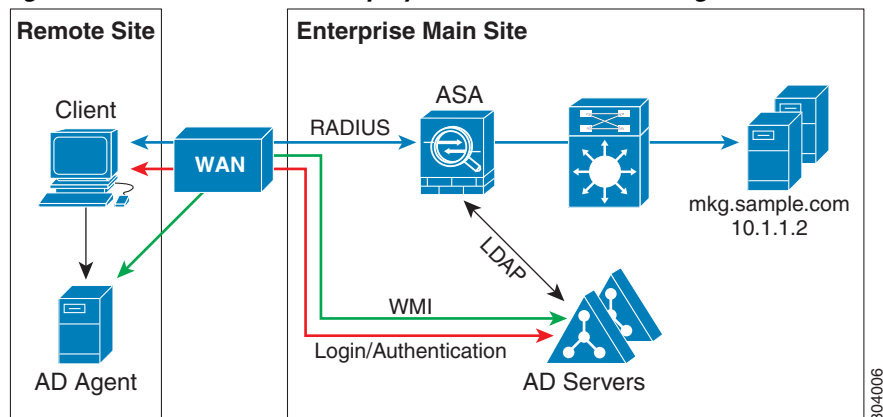 Remote Site
Enterprise Main Site
Client
ASA
RADIUS
WAN
mkg.sample.com
10.1.1.2
LDAP
WMI
Login/Authentication
AD Agent
AD Servers
304006